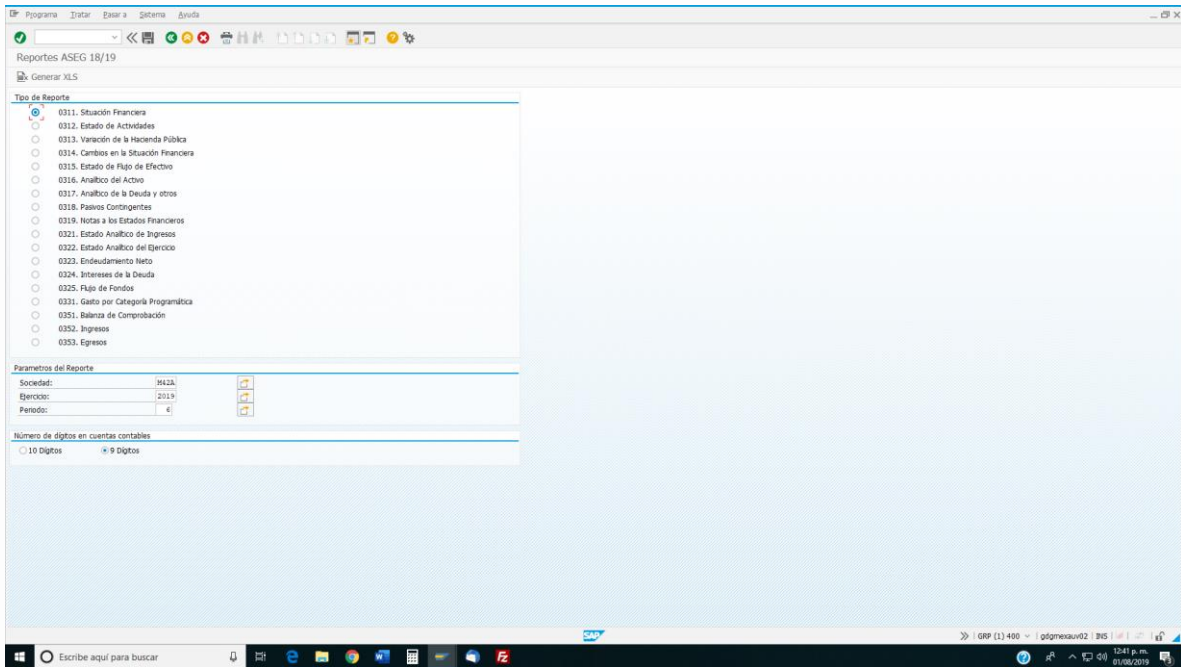 Programa Tratar Pasar a Sistema Ayuda
Reportes ASEG 18/19
Generar XLS
Tipo de Reporte
0311. Situación Financiera
0312. Estado de Actividades
0313. Variación de la Hacienda Pública
0314. Cambios en la Situación Financiera
0315. Estado de Flujo de Efectivo
0316. Analítico del Activo
0317. Analítico de la Deuda y otros
0318. Pasivos Contingentes
0319. Notas a los Estados Financieros
0321. Estado Analítico de Ingresos
0322. Estado Analítico del Ejercicio
0323. Endeudamiento Neto
0324. Intereses de la Deuda
0325. Flujo de Fondos
0331. Gasto por Categoría Programática
0351. Balanza de Comprobación
0352. Ingresos
0353. Egresos
Parametros del Reporte
Sociedad: M42A
Ejercicio: 2019
Periodo: 6
Número de dígitos en cuentas contables
10 Dígitos 9 Dígitos
SAP
GRP (1) 400 gdgmexauv02 INS
Escribe aquí para buscar
12:41 p. m.
01/08/2019